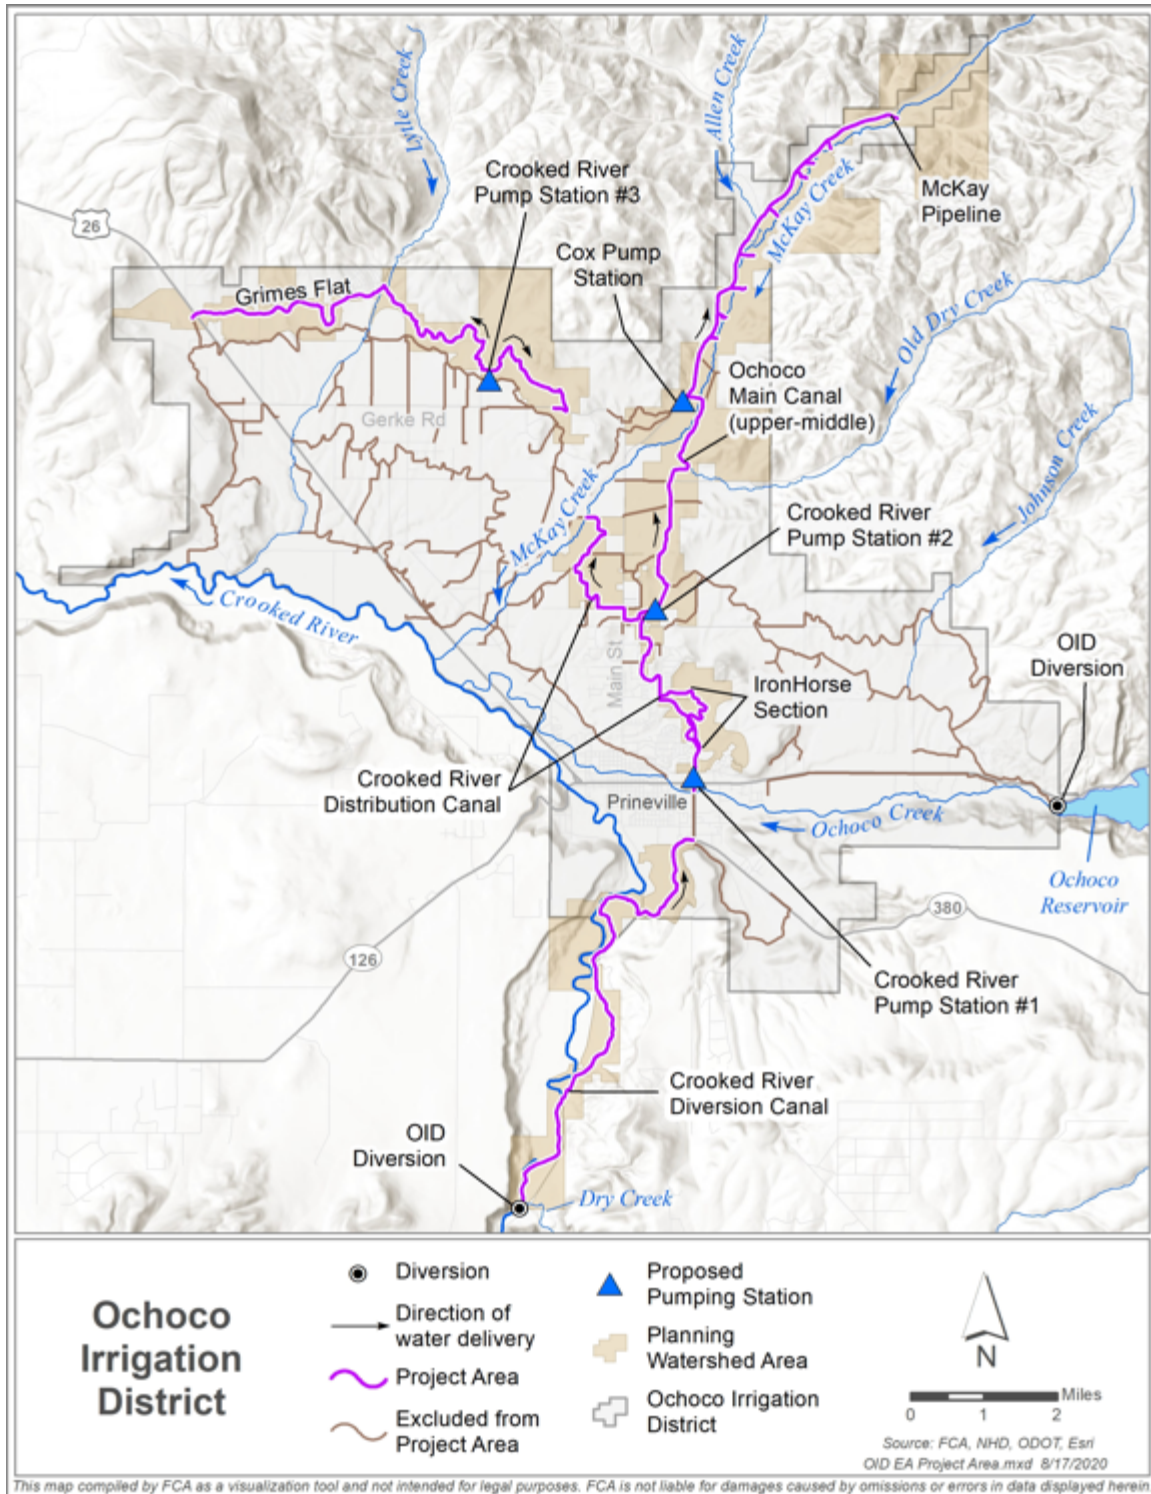 Lytle Creek
Allen Creek
Crooked River
Pump Station #3
McKay
Pipeline
McKay Creek
26
Cox Pump
Station
Grimes Flat
Old Dry Creek
Ochoco
Main Canal
(upper-middle)
Gerke Rd
Johnson Creek
McKay Creek
Crooked River
Pump Station #2
Crooked River
Main St
OID
Diversion
IronHorse
Section
Crooked River
Distribution Canal
Prineville
Ochoco Creek
Ochoco
Reservoir
380
126
Crooked River
Pump Station #1
Crooked River
Diversion Canal
OID
Diversion
Dry Creek
Ochoco
Irrigation
District
Diversion
Direction of
water delivery
Project Area
Excluded from
Project Area
Proposed
Pumping Station
Planning
Watershed Area
Ochoco Irrigation
District
N
Miles
0 1 2
Source: FCA, NHD, ODOT, Esri
OID EA Project Area.mxd 8/17/2020
This map compiled by FCA as a visualization tool and not intended for legal purposes. FCA is not liable for damages caused by omissions or errors in data displayed herein.